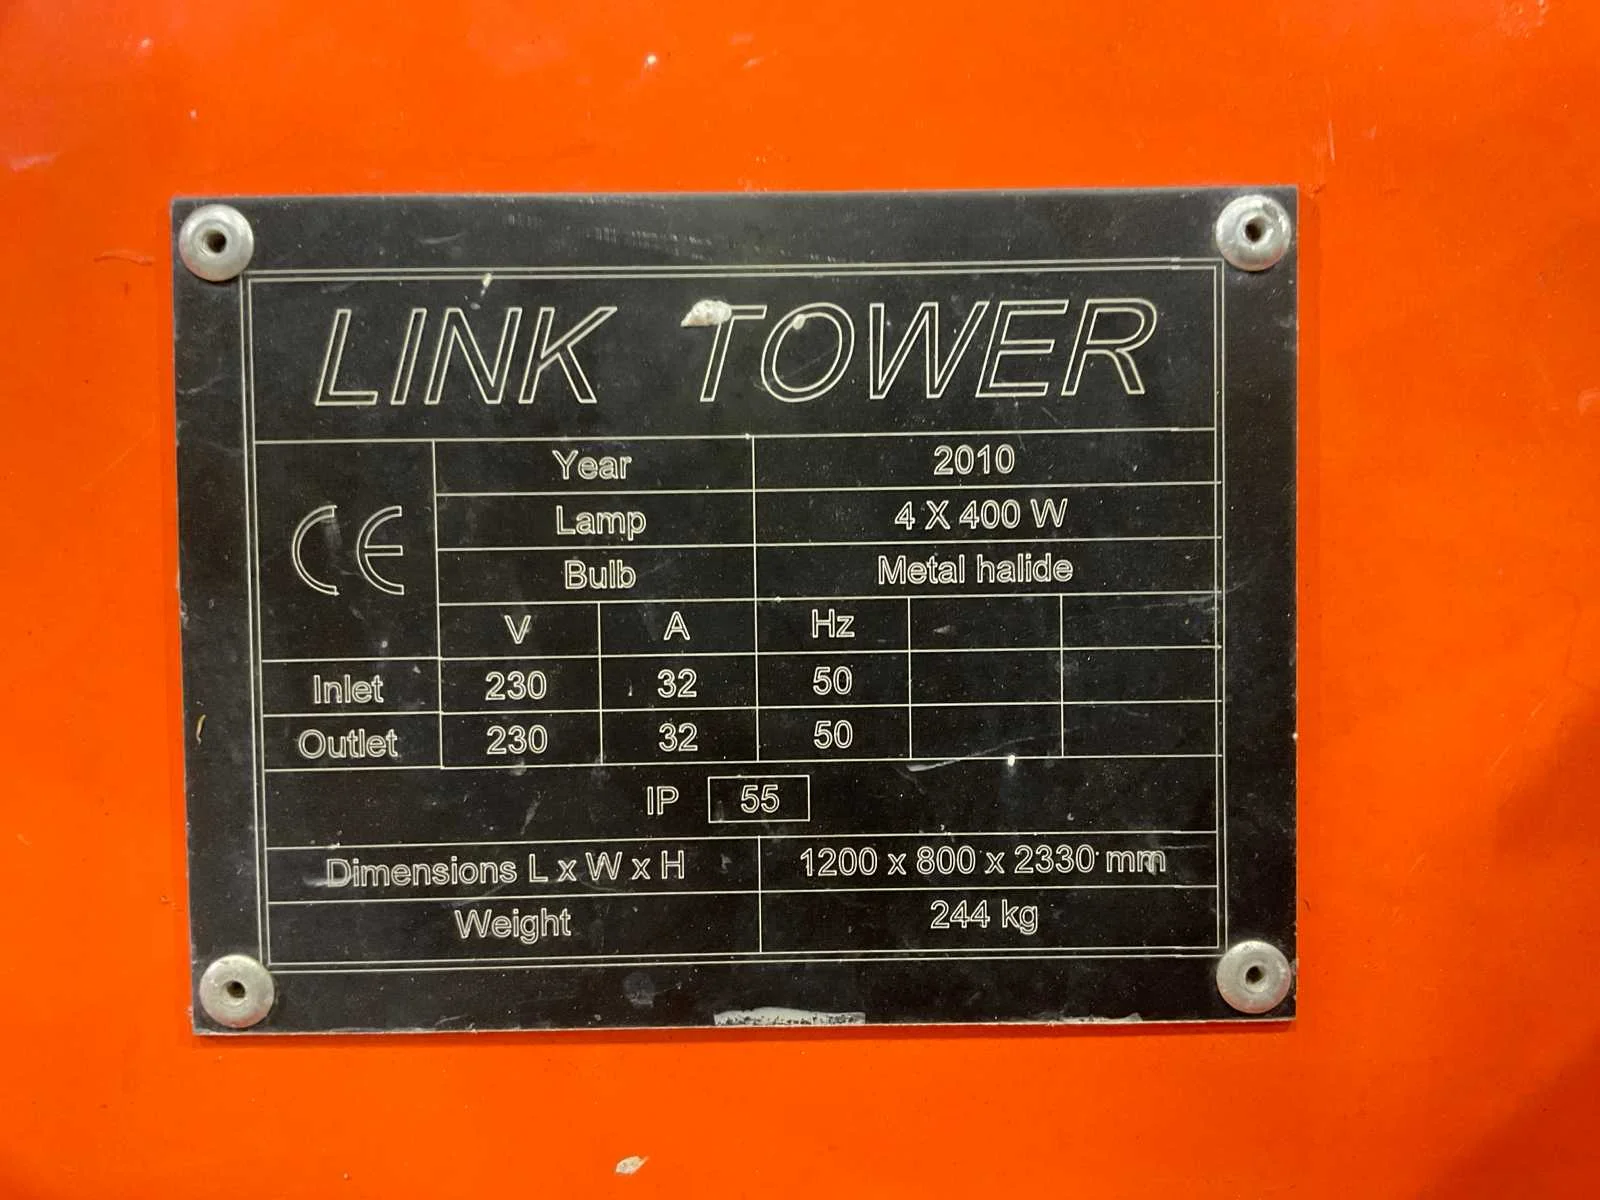 LINK TOWER
CE
Year 2010
Lamp 4 X 400 W
Bulb Metal halide
V A Hz
Inlet 230 32 50
Outlet 230 32 50
IP 55
Dimensions L x W x H 1200 x 800 x 2330 mm
Weight 244 kg